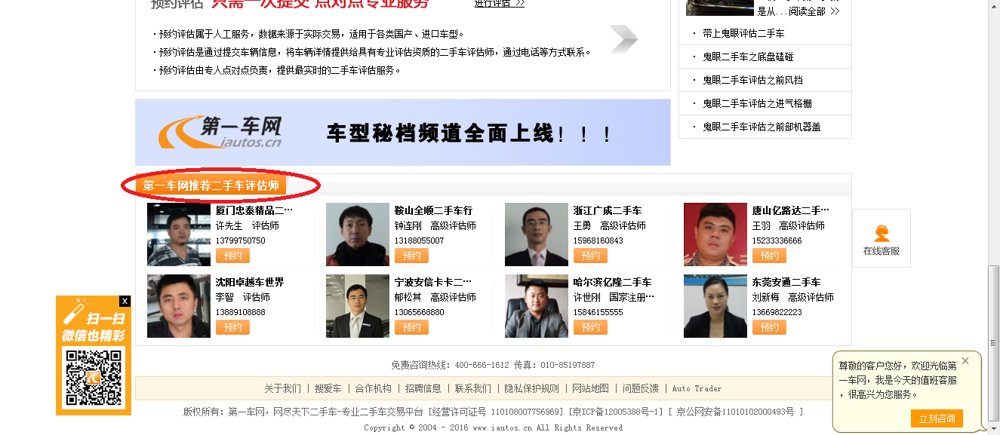 预约评估 只需一次提交 点对点专业服务 进行评估 >>
· 预约评估属于人工服务，数据来源于实际交易，适用于各类国产、进口车型。
· 预约评估是通过提交车辆信息，将车辆详情提供给具有专业评估资质的二手车评估师，通过电话等方式联系。
· 预约评估由专人点对点负责，提供最实时的二手车评估服务。
是从...阅读全部 >>
· 带上鬼眼评估二手车
· 鬼眼二手车之底盘磕碰
· 鬼眼二手车评估之前风挡
· 鬼眼二手车评估之进气格栅
· 鬼眼二手车评估之前部机器盖
第一车网
iautos.cn
车型秘档频道全面上线！！！
第一车网推荐二手车评估师
厦门忠泰精品二…
许先生 评估师
13799750750
预约
鞍山全顺二手车行
钟连刚 高级评估师
13188055007
预约
浙江广成二手车
王勇 高级评估师
15968160843
预约
唐山亿路达二手…
王羽 高级评估师
15233336666
预约
沈阳卓越车世界
李智 评估师
13889108888
预约
宁波安信卡卡二…
郁松其 高级评估师
13065668880
预约
哈尔滨亿隆二手车
许世刚 国家注册…
15846155555
预约
东莞安通二手车
刘新梅 高级评估师
13669822223
预约
在线客服
X
扫一扫
微信也精彩
尊敬的客户您好，欢迎光临第
一车网，我是今天的值班客服
，很高兴为您服务。
立刻咨询
免费咨询热线：400-666-1612 传真：010-85197887
关于我们 | 搜爱车 | 合作机构 | 招聘信息 | 联系我们 | 隐私保护规则 | 网站地图 | 问题反馈 | Auto Trader
版权所有：第一车网，网尽天下二手车-专业二手车交易平台 [经营许可证号 110108007756969] [京ICP备12005388号-1] [ 京公网安备11010102000493号 ]
Copyright © 2004 - 2016 www.iautos.cn All Rights Reserved